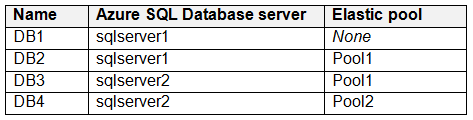 Name Azure SQL Database server Elastic pool
DB1 sqlserver1 None
DB2 sqlserver1 Pool1
DB3 sqlserver2 Pool1
DB4 sqlserver2 Pool2